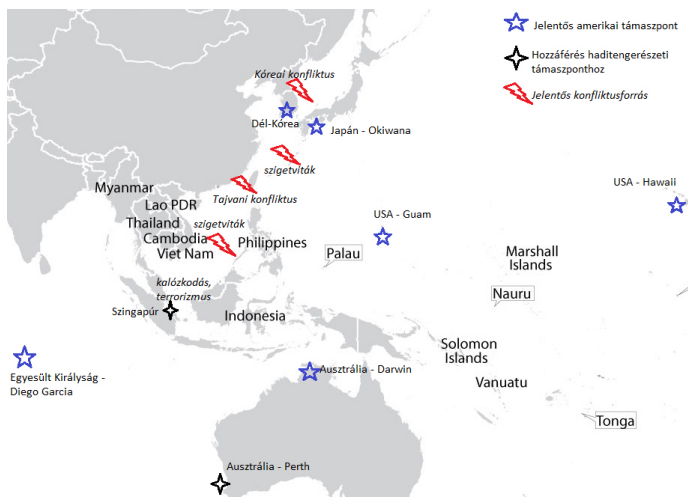 Jelentős amerikai támaszpont
Hozzáférés haditengerészeti
támaszponthoz
Jelentős konfliktusforrás
Kóreai konfliktus
Dél-Kórea
Japán - Okiwana
szigetviták
Myanmar
Tajvani konfliktus
Lao PDR
Thailand
szigetviták
Cambodia
Viet Nam
Philippines
USA - Guam
USA - Hawaii
Palau
Marshall
Islands
Nauru
kalózkodás,
terrorizmus
Szingapúr
Indonesia
Solomon
Islands
Egyesült Királyság -
Diego Garcia
Ausztrália - Darwin
Vanuatu
Tonga
Ausztrália - Perth